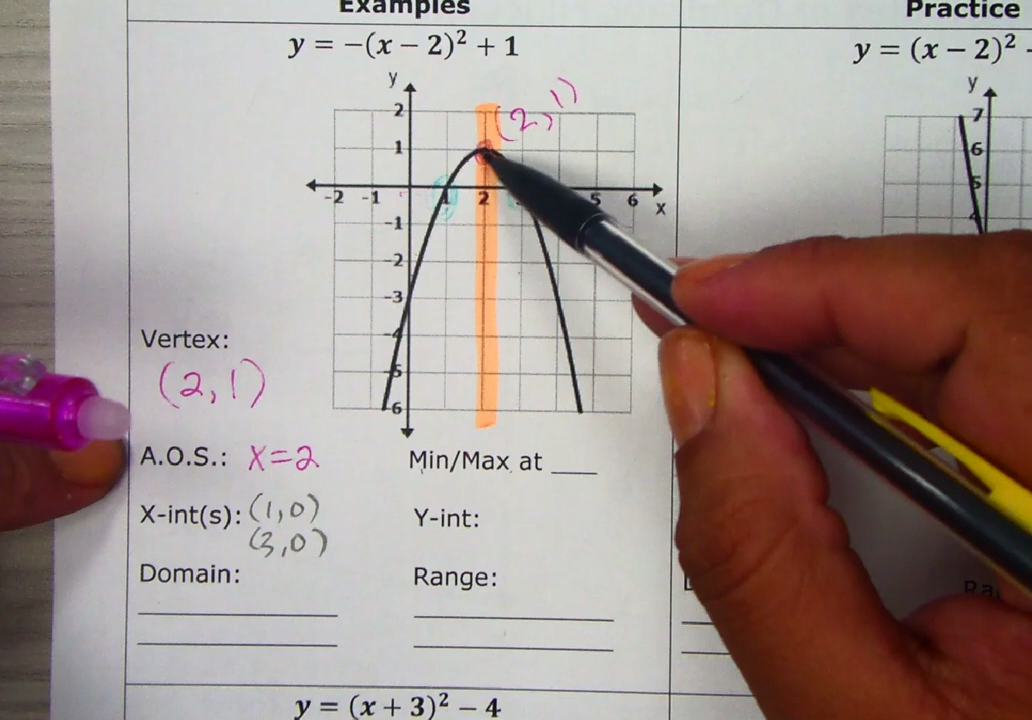 Examples
Practice
y = −(x − 2)² + 1
y = (x − 2)² -
y
(2,1)
2
1
-2 -1 1 2 5 6 x
-1
-2
-3
-4
-5
-6
y
7
6
5
4
Vertex:
(2,1)
A.O.S.: x=2
Min/Max at ____
X-int(s): (1,0)
(3,0)
Y-int:
Domain:
Range:
y = (x + 3)² − 4